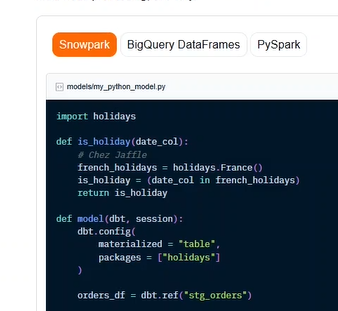 Snowpark BigQuery DataFrames PySpark
models/my_python_model.py
import holidays
def is_holiday(date_col):
    # Chez Jaffle
    french_holidays = holidays.France()
    is_holiday = (date_col in french_holidays)
    return is_holiday
def model(dbt, session):
    dbt.config(
        materialized = "table",
        packages = ["holidays"]
    )
    orders_df = dbt.ref("stg_orders")